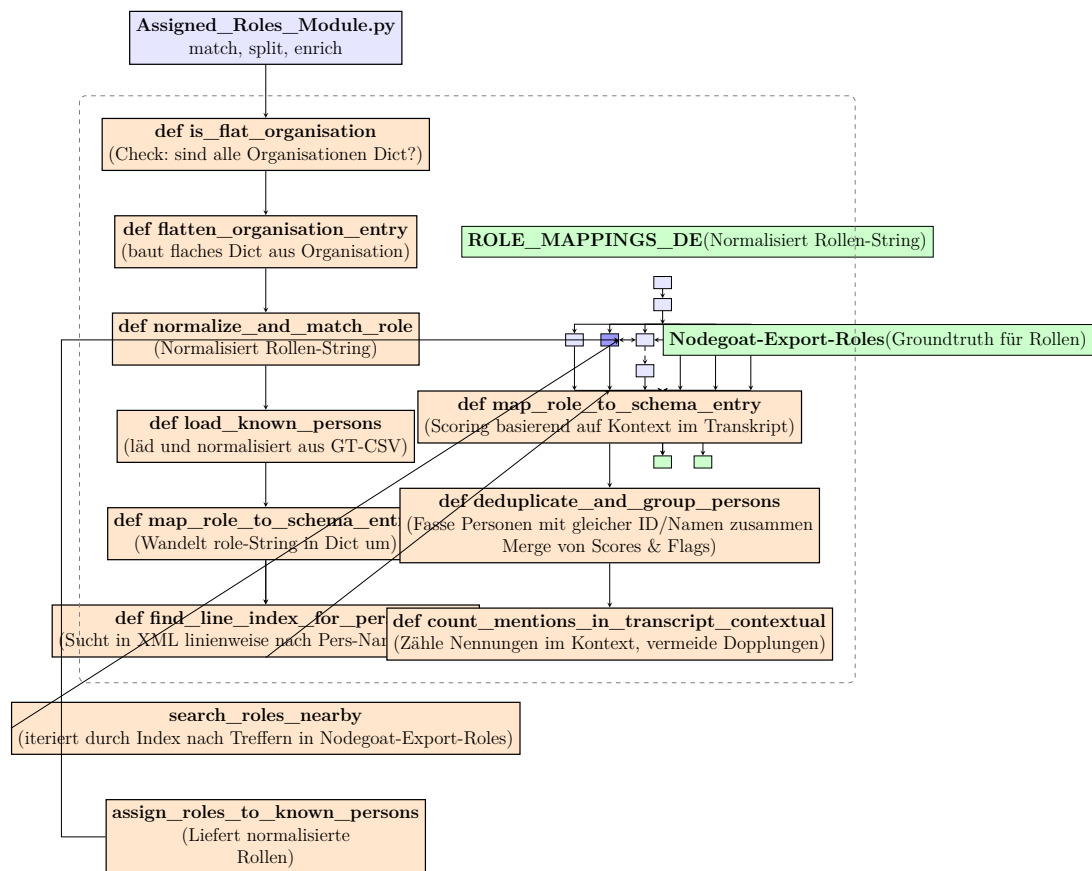 Assigned_Roles_Module.py
match, split, enrich
def is_flat_organisation
(Check: sind alle Organisationen Dict?)
def flatten_organisation_entry
(baut flaches Dict aus Organisation)
ROLE_MAPPINGS_DE(Normalisiert Rollen-String)
def normalize_and_match_role
(Normalisiert Rollen-String)
Nodegoat-Export-Roles(Groundtruth für Rollen)
def load_known_persons
(läd und normalisiert aus GT-CSV)
def map_role_to_schema_entry
(Scoring basierend auf Kontext im Transkript)
def map_role_to_schema_ent
(Wandelt role-String in Dict um)
def deduplicate_and_group_persons
(Fasse Personen mit gleicher ID/Namen zusammen
Merge von Scores & Flags)
def find_line_index_for_per
(Sucht in XML linienweise nach Pers-Na
def count_mentions_in_transcript_contextual
(Zähle Nennungen im Kontext, vermeide Dopplungen)
search_roles_nearby
(iteriert durch Index nach Treffern in Nodegoat-Export-Roles)
assign_roles_to_known_persons
(Liefert normalisierte
Rollen)